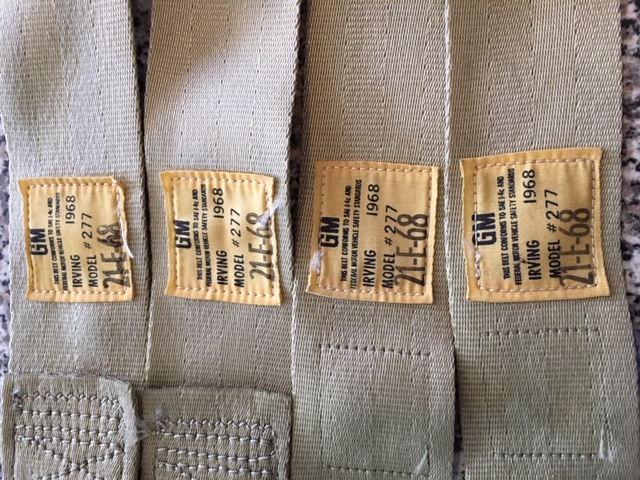 GM
THIS BELT CONFORMS TO SAE J4c AND
FEDERAL MOTOR VEHICLE SAFETY STANDARDS
IRVING 1968
MODEL # 277
21-E-68
GM
THIS BELT CONFORMS TO SAE J4c AND
FEDERAL MOTOR VEHICLE SAFETY STANDARDS
IRVING 1968
MODEL # 277
21-E-68
GM
THIS BELT CONFORMS TO SAE J4c AND
FEDERAL MOTOR VEHICLE SAFETY STANDARDS
IRVING 1968
MODEL # 277
21-E-68
GM
THIS BELT CONFORMS TO SAE J4c AND
FEDERAL MOTOR VEHICLE SAFETY STANDARDS
IRVING 1968
MODEL # 277
21-E-68